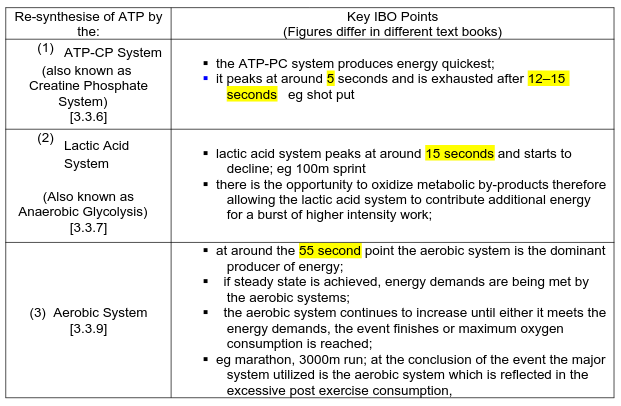 Re-synthesise of ATP by the:
Key IBO Points
(Figures differ in different text books)
(1) ATP-CP System
(also known as
Creatine Phosphate
System)
[3.3.6]
▪ the ATP-PC system produces energy quickest;
▪ it peaks at around 5 seconds and is exhausted after 12–15
seconds eg shot put
(2) Lactic Acid
System
(Also known as
Anaerobic Glycolysis)
[3.3.7]
▪ lactic acid system peaks at around 15 seconds and starts to
decline; eg 100m sprint
▪ there is the opportunity to oxidize metabolic by-products therefore
allowing the lactic acid system to contribute additional energy
for a burst of higher intensity work;
(3) Aerobic System
[3.3.9]
▪ at around the 55 second point the aerobic system is the dominant
producer of energy;
▪ if steady state is achieved, energy demands are being met by
the aerobic systems;
▪ the aerobic system continues to increase until either it meets the
energy demands, the event finishes or maximum oxygen
consumption is reached;
▪ eg marathon, 3000m run; at the conclusion of the event the major
system utilized is the aerobic system which is reflected in the
excessive post exercise consumption,